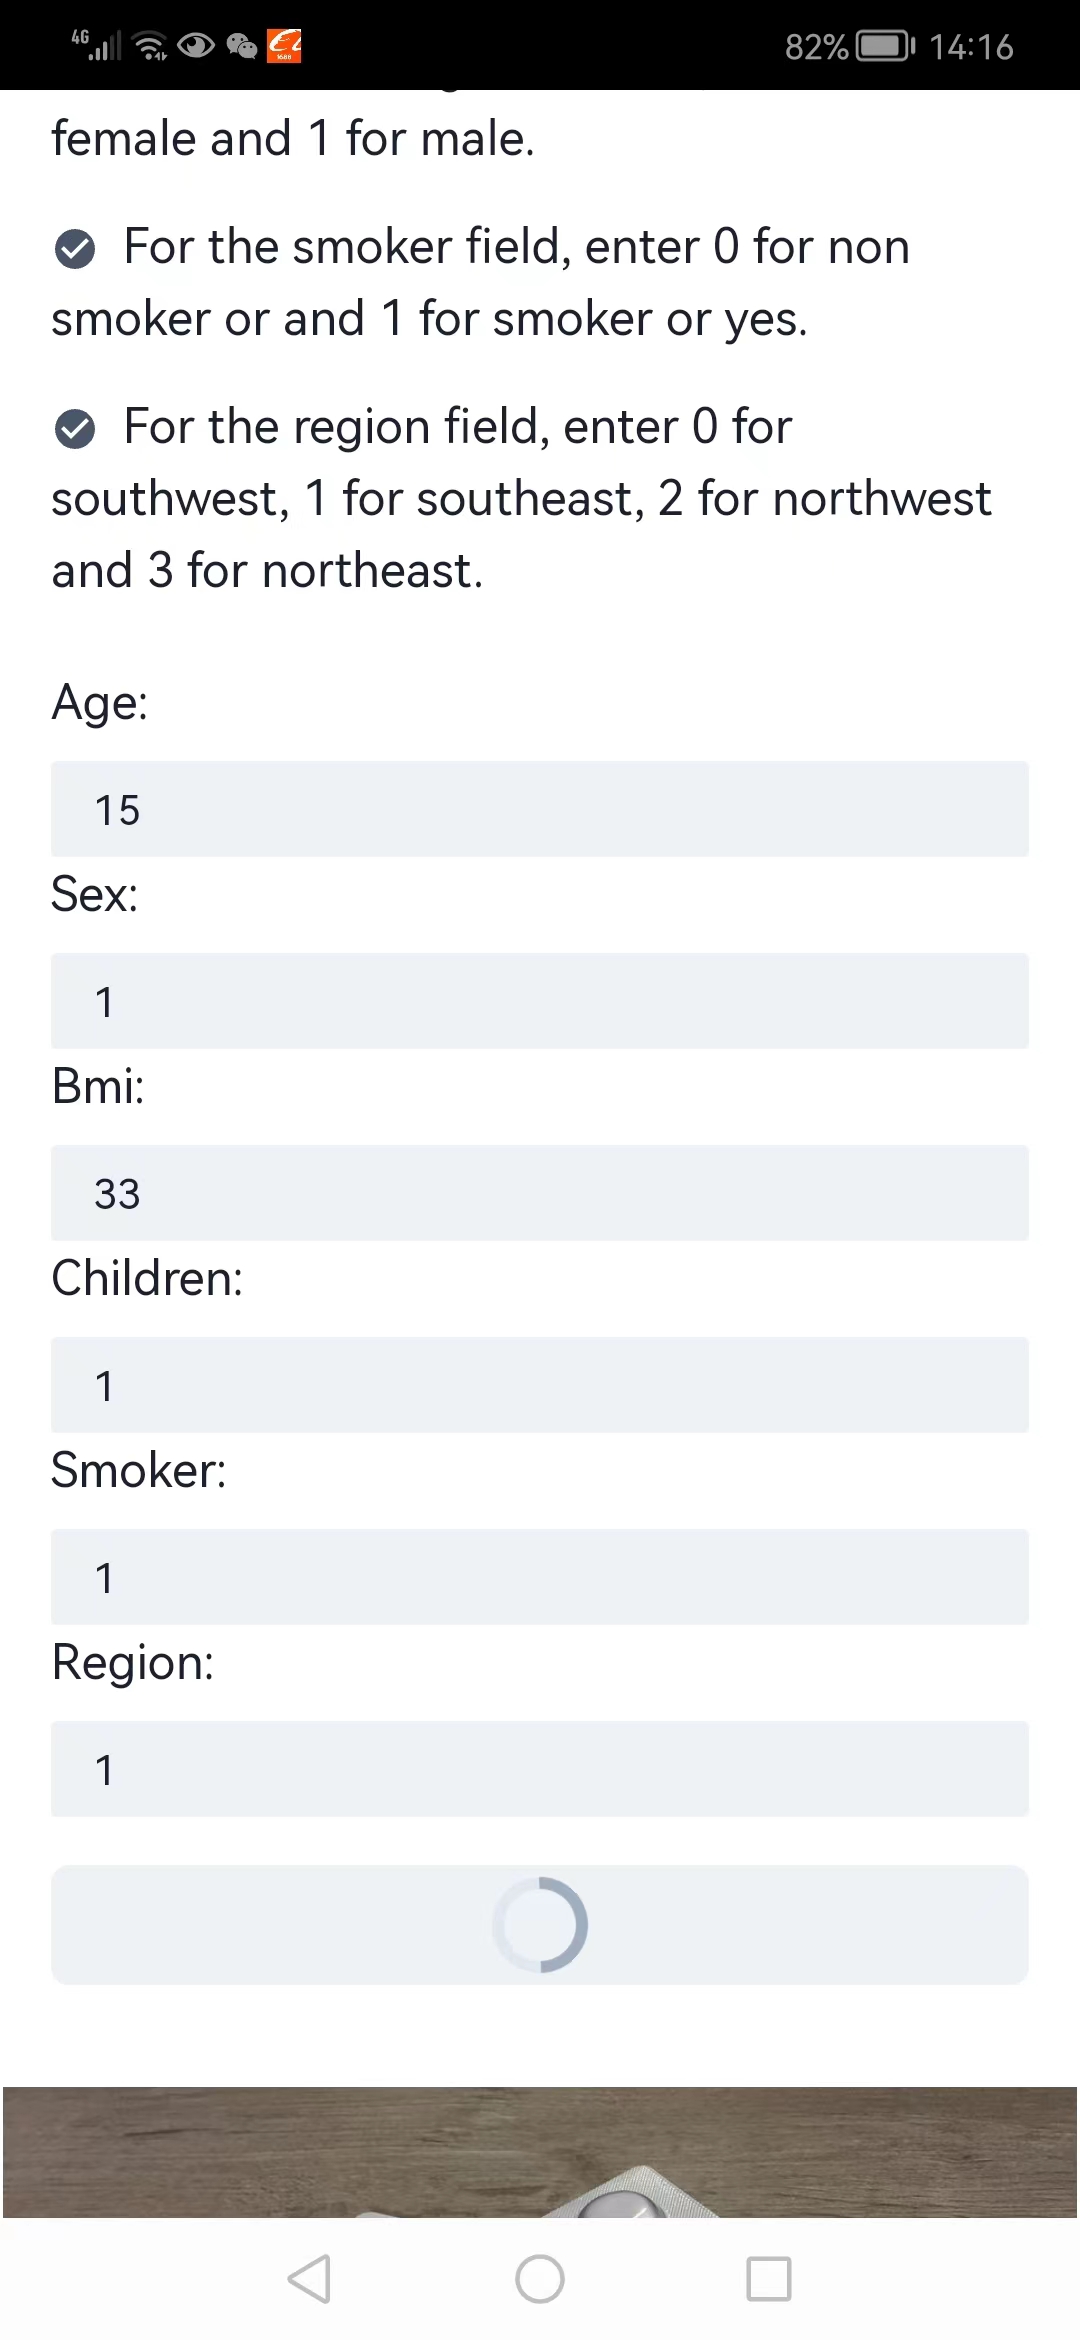 4G 82% 14:16
1688
female and 1 for male.
For the smoker field, enter 0 for non
smoker or and 1 for smoker or yes.
For the region field, enter 0 for
southwest, 1 for southeast, 2 for northwest
and 3 for northeast.
Age:
15
Sex:
1
Bmi:
33
Children:
1
Smoker:
1
Region:
1